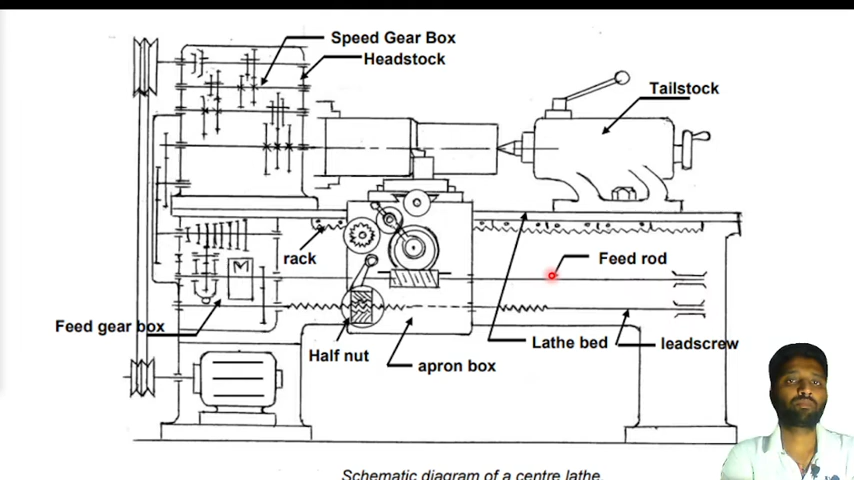 Speed Gear Box
Headstock
Tailstock
rack
Feed rod
Feed gear box
Half nut
apron box
Lathe bed
leadscrew
M
Schematic diagram of a centre lathe.